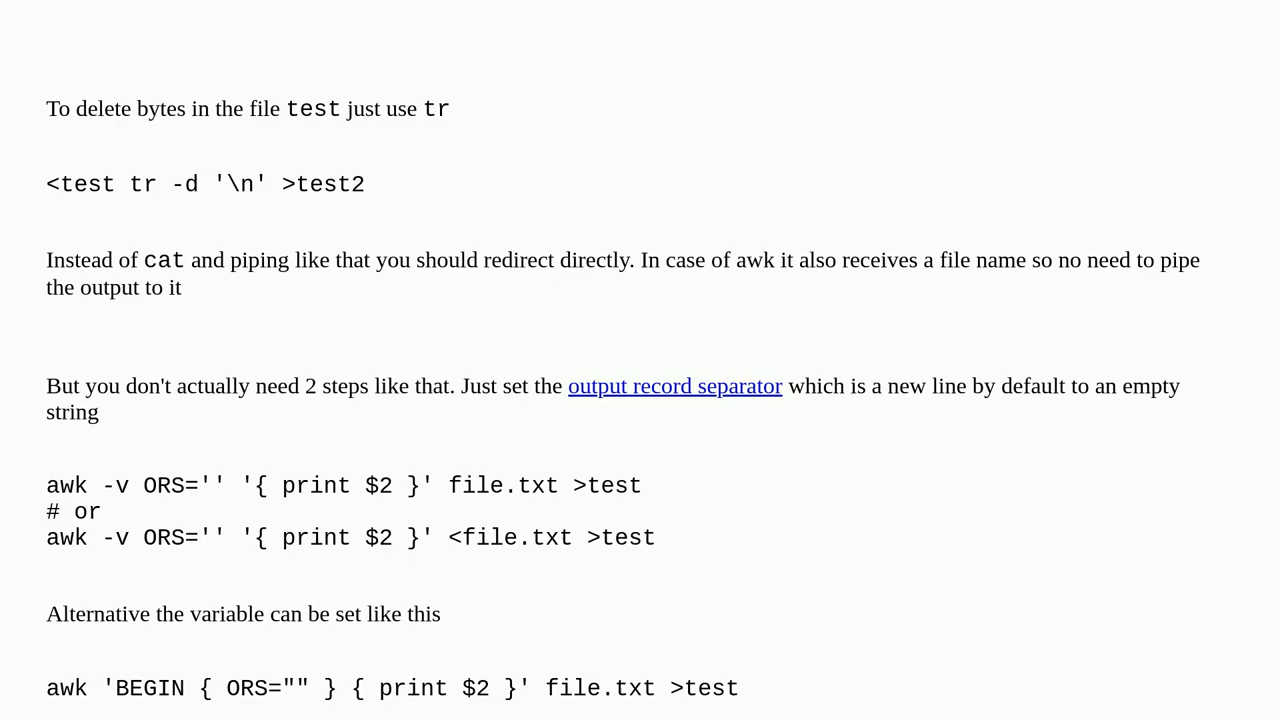 To delete bytes in the file test just use tr
<test tr -d '\n' >test2
Instead of cat and piping like that you should redirect directly. In case of awk it also receives a file name so no need to pipe
the output to it
But you don't actually need 2 steps like that. Just set the output record separator which is a new line by default to an empty
string
awk -v ORS='' '{ print $2 }' file.txt >test
# or
awk -v ORS='' '{ print $2 }' <file.txt >test
Alternative the variable can be set like this
awk 'BEGIN { ORS="" } { print $2 }' file.txt >test